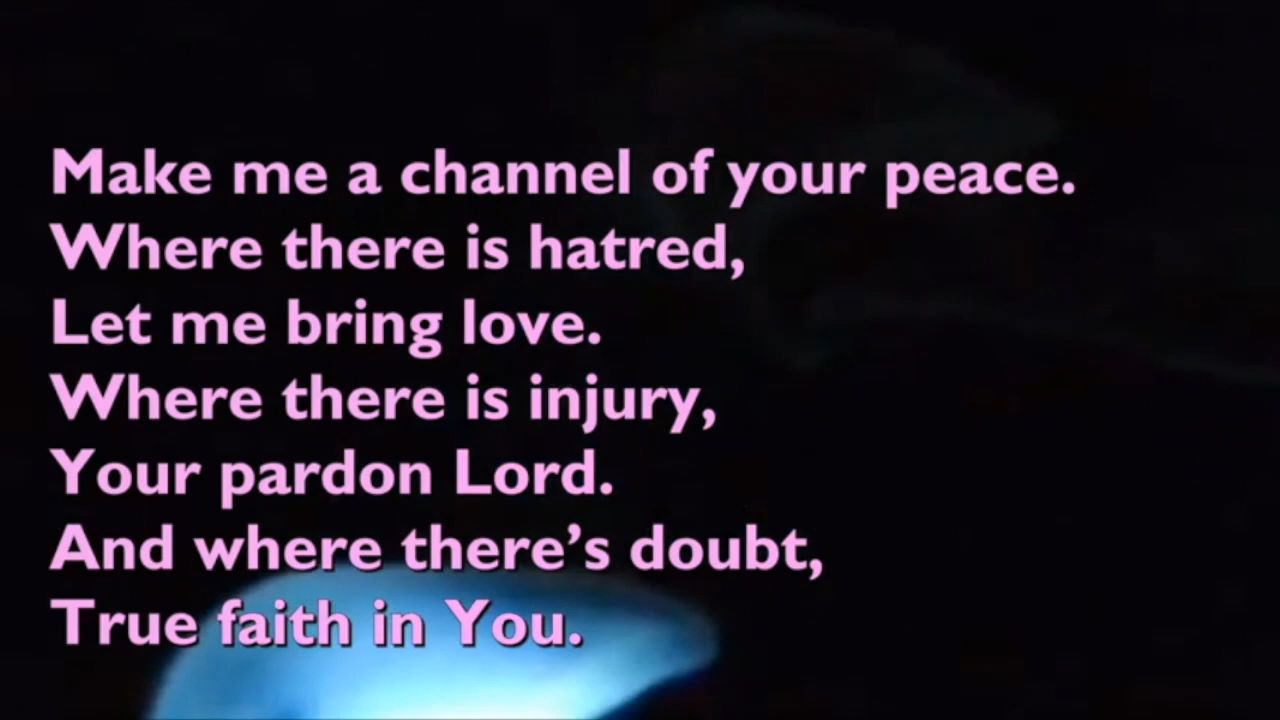 Make me a channel of your peace.
Where there is hatred,
Let me bring love.
Where there is injury,
Your pardon Lord.
And where there’s doubt,
True faith in You.